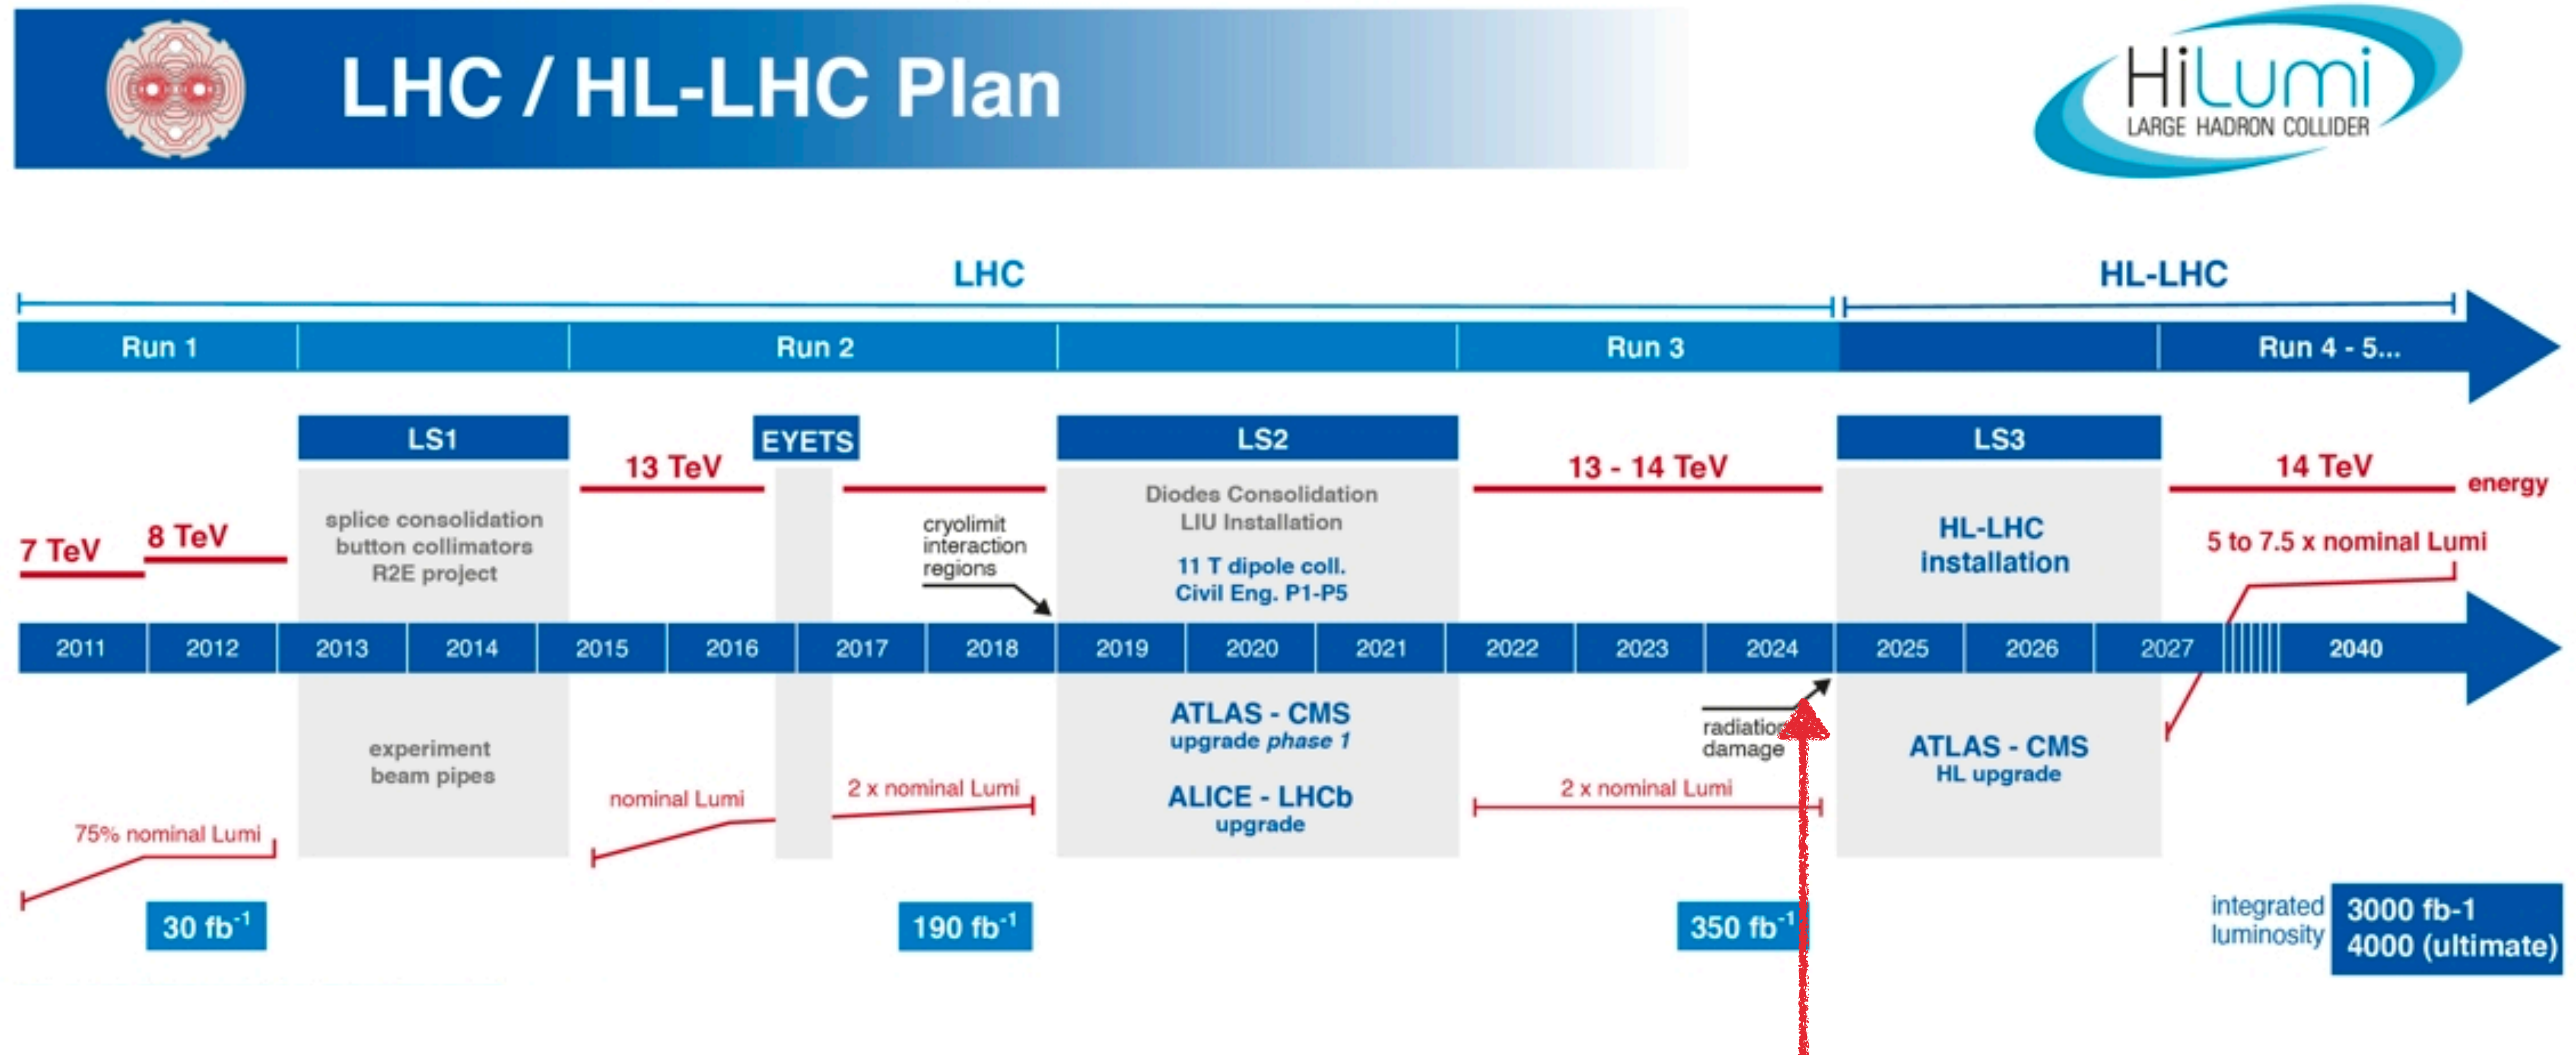 LHC / HL-LHC Plan
HiLumi
LARGE HADRON COLLIDER
LHC
HL-LHC
Run 1
Run 2
Run 3
Run 4 - 5...
LS1
EYETS
LS2
LS3
13 TeV
13 - 14 TeV
14 TeV
energy
7 TeV
8 TeV
splice consolidation
button collimators
R2E project
cryolimit
interaction
regions
Diodes Consolidation
LIU Installation
11 T dipole coll.
Civil Eng. P1-P5
HL-LHC
installation
5 to 7.5 x nominal Lumi
2011 2012 2013 2014 2015 2016 2017 2018 2019 2020 2021 2022 2023 2024 2025 2026 2027 2040
experiment
beam pipes
ATLAS - CMS
upgrade phase 1
ALICE - LHCb
upgrade
radiation
damage
ATLAS - CMS
HL upgrade
75% nominal Lumi
nominal Lumi
2 x nominal Lumi
2 x nominal Lumi
30 fb⁻¹
190 fb⁻¹
350 fb⁻¹
integrated
luminosity
3000 fb-1
4000 (ultimate)